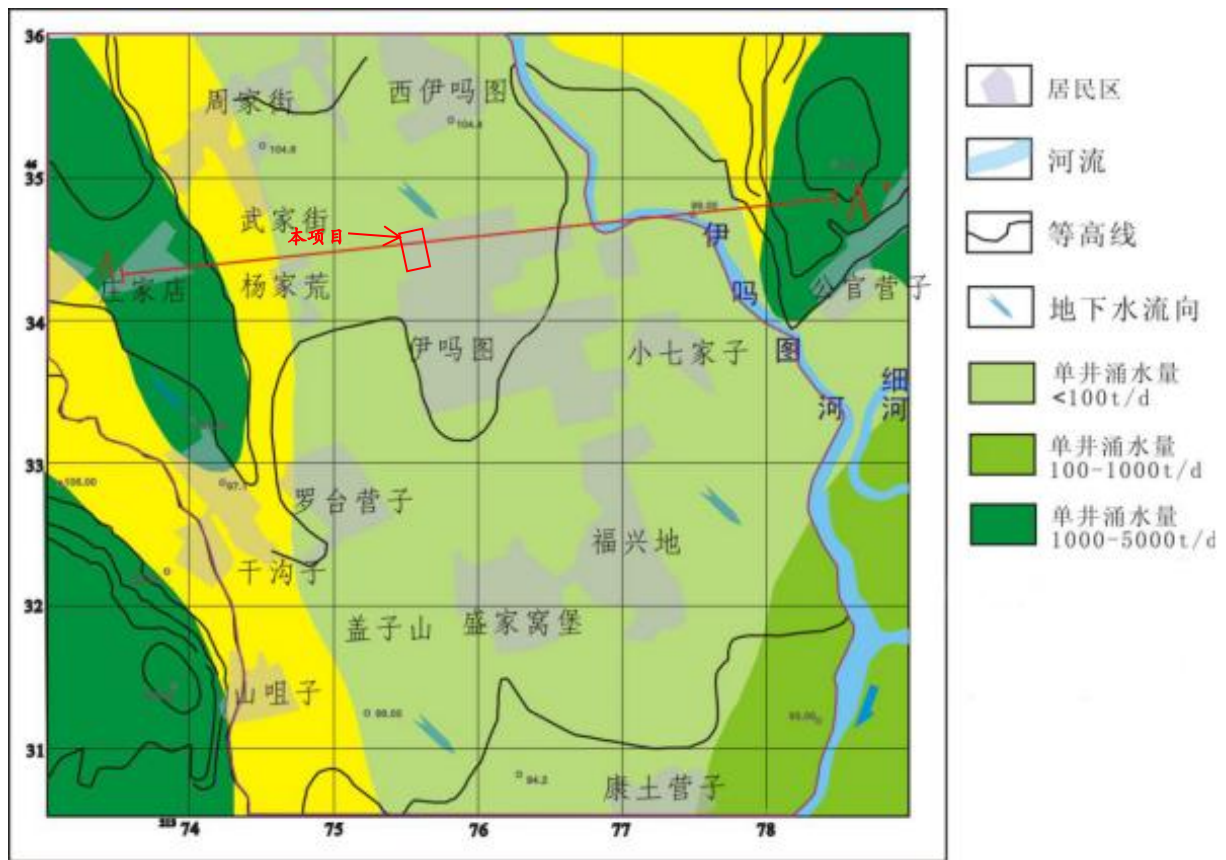 36
西伊吗图
周家街
104.8
104.8
35
武家街
本项目
99.00
A
A'
庄家店
杨家荒
伊
公官营子
吗
34
伊吗图
小七家子
图
细
河
河
33
105.00
罗台营子
福兴地
干沟子
32
盖子山
盛家窝堡
山咀子
98.00
31
94.2
康土营子
74
75
76
77
78
居民区
河流
等高线
地下水流向
单井涌水量
<100t/d
单井涌水量
100-1000t/d
单井涌水量
1000-5000t/d